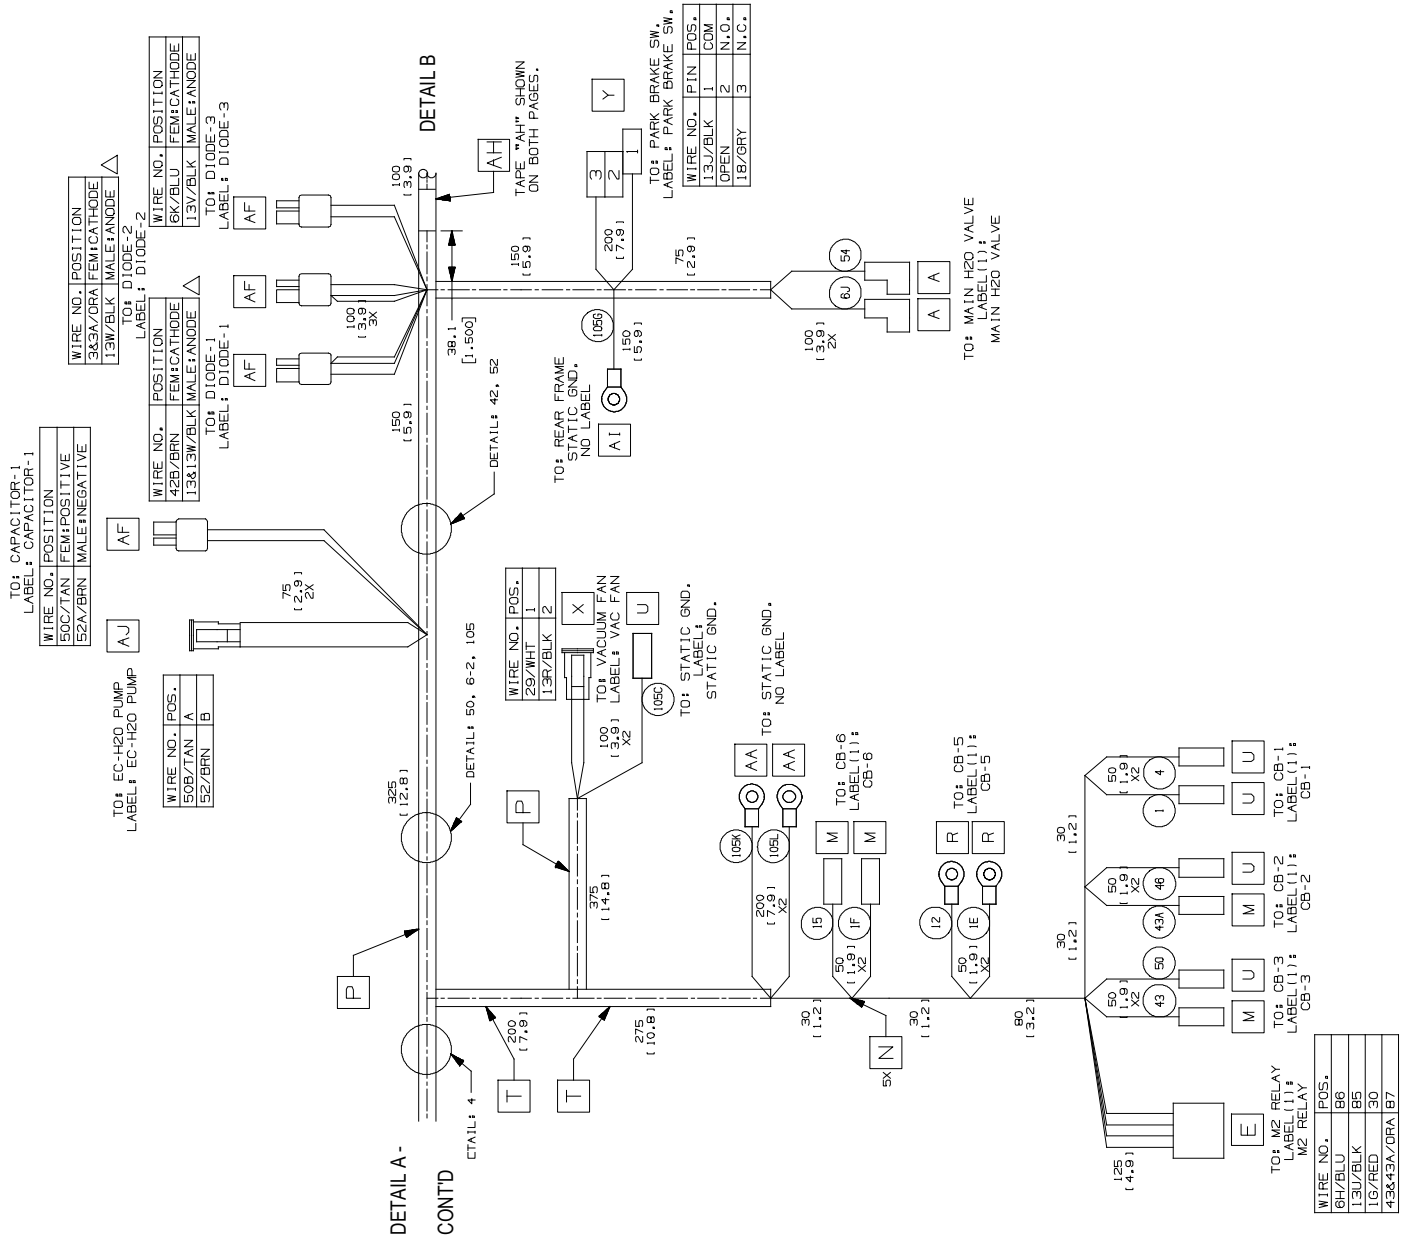 TO: CAPACITOR-1
LABEL: CAPACITOR-1
WIRE NO. POSITION
50C/TAN FEM:POSITIVE
52A/BRN MALE:NEGATIVE
AF
AJ
TO: EC-H2O PUMP
LABEL: EC-H2O PUMP
WIRE NO. POS.
50B/TAN A
52/BRN B
75
[2.9]
2X
WIRE NO. POSITION
3&3A/ORA FEM:CATHODE
13W/BLK MALE:ANODE
TO: DIODE-2
LABEL: DIODE-2
WIRE NO. POSITION
6K/BLU FEM:CATHODE
13V/BLK MALE:ANODE
TO: DIODE-3
LABEL: DIODE-3
WIRE NO. POSITION
42B/BRN FEM:CATHODE
13&13W/BLK MALE:ANODE
TO: DIODE-1
LABEL: DIODE-1
AF
AF
AF
100
[3.9]
3X
DETAIL B
100
[3.9]
AH
TAPE "AH" SHOWN
ON BOTH PAGES.
38.1
[1.500]
150
[5.9]
150
[5.9]
DETAIL: 42, 52
200
[7.9]
3
2
1
Y
TO: PARK BRAKE SW.
LABEL: PARK BRAKE SW.
WIRE NO. PIN POS.
13J/BLK 1 COM
OPEN 2 N.O.
18/GRY 3 N.C.
75
[2.9]
105G
150
[5.9]
TO: REAR FRAME
STATIC GND.
NO LABEL
AI
54
6J
A
A
100
[3.9]
2X
TO: MAIN H2O VALVE
LABEL(1):
MAIN H2O VALVE
325
[12.8]
DETAIL: 50, 6-2, 105
P
P
WIRE NO. POS.
29/WHT 1
13R/BLK 2
X
TO: VACUUM FAN
LABEL: VAC FAN
U
100
[3.9]
X2
105C
TO: STATIC GND.
LABEL:
STATIC GND.
375
[14.8]
DETAIL A -
CONT'D
ETAIL: 4
200
[7.9]
275
[10.8]
T
T
105K
105L
AA
AA
200
[7.9]
X2
TO: STATIC GND.
NO LABEL
30
[1.2]
15
1F
M
M
50
[1.9]
X2
TO: CB-6
LABEL(1):
CB-6
5X
N
30
[1.2]
12
1E
R
R
50
[1.9]
X2
TO: CB-5
LABEL(1):
CB-5
80
[3.2]
30
[1.2]
30
[1.2]
50
[1.9]
X2
4
1
U
U
TO: CB-1
LABEL(1):
CB-1
50
[1.9]
X2
46
43A
U
M
TO: CB-2
LABEL(1):
CB-2
50
[1.9]
X2
50
43
U
M
TO: CB-3
LABEL(1):
CB-3
125
[4.9]
E
TO: M2 RELAY
LABEL(1):
M2 RELAY
WIRE NO. POS.
6H/BLU 86
13U/BLK 85
1G/RED 30
43&43A/ORA 87